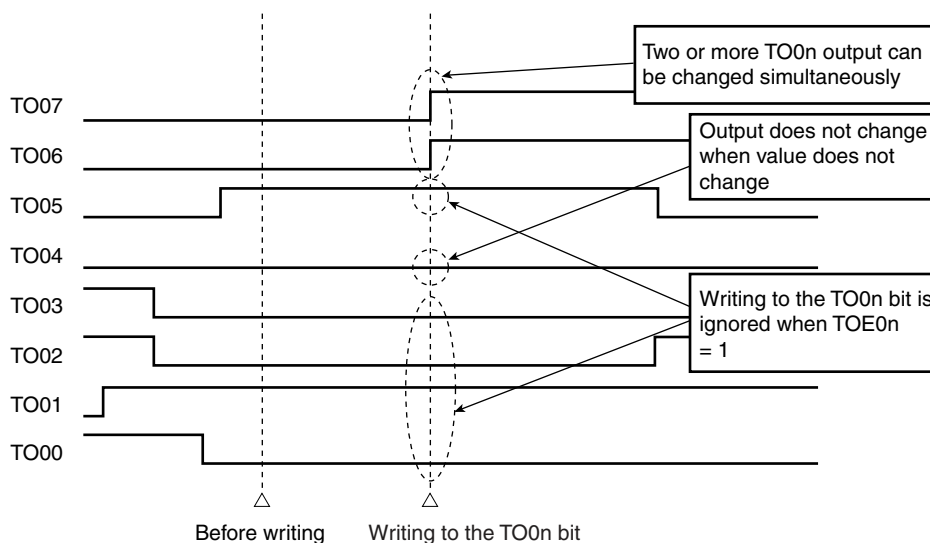 Two or more TO0n output can
be changed simultaneously
TO07
Output does not change
when value does not
change
TO06
TO05
TO04
Writing to the TO0n bit is
ignored when TOE0n
= 1
TO03
TO02
TO01
TO00
Before writing
Writing to the TO0n bit